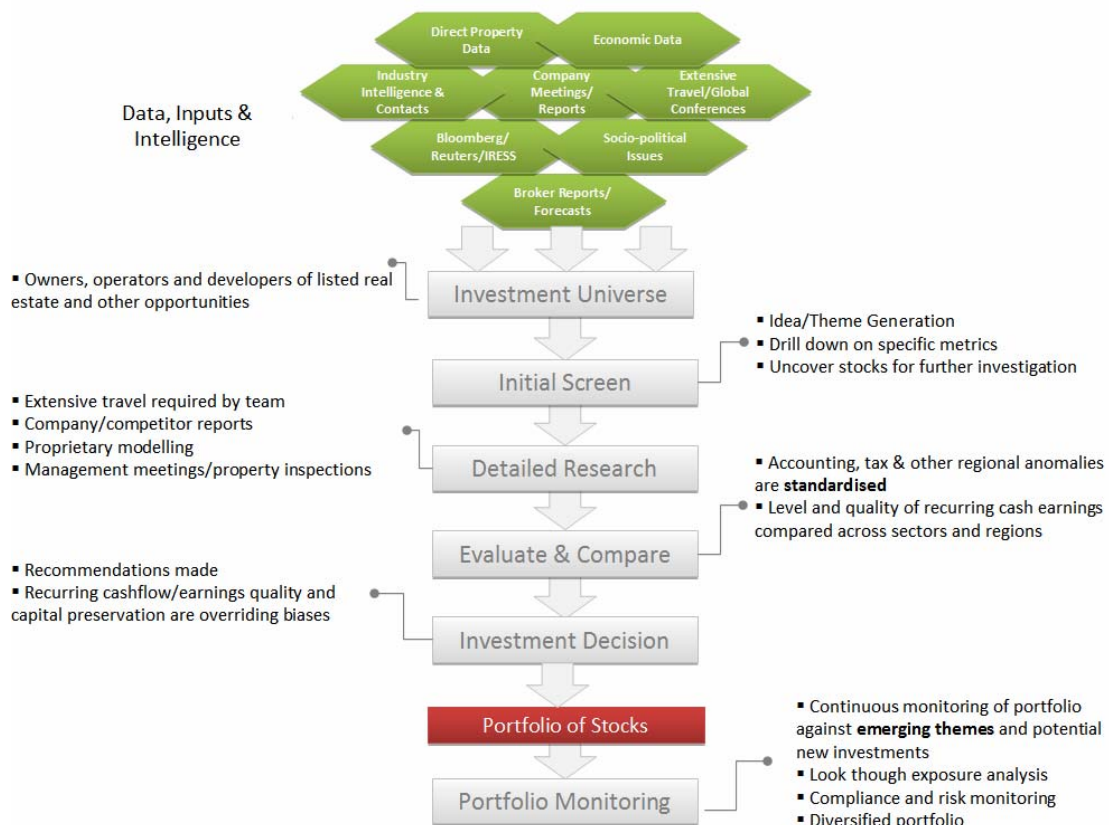 Direct Property
Data
Economic Data
Industry
Intelligence &
Contacts
Company
Meetings/
Reports
Extensive
Travel/Global
Conferences
Data, Inputs &
Intelligence
Bloomberg/
Reuters/IRESS
Socio-political
Issues
Broker Reports/
Forecasts
▪ Owners, operators and developers of listed real
estate and other opportunities
Investment Universe
▪ Idea/Theme Generation
▪ Drill down on specific metrics
▪ Uncover stocks for further investigation
Initial Screen
▪ Extensive travel required by team
▪ Company/competitor reports
▪ Proprietary modelling
▪ Management meetings/property inspections
Detailed Research
▪ Accounting, tax & other regional anomalies
are standardised
▪ Level and quality of recurring cash earnings
compared across sectors and regions
Evaluate & Compare
▪ Recommendations made
▪ Recurring cashflow/earnings quality and
capital preservation are overriding biases
Investment Decision
Portfolio of Stocks
▪ Continuous monitoring of portfolio
against emerging themes and potential
new investments
▪ Look though exposure analysis
▪ Compliance and risk monitoring
▪ Diversified portfolio
Portfolio Monitoring